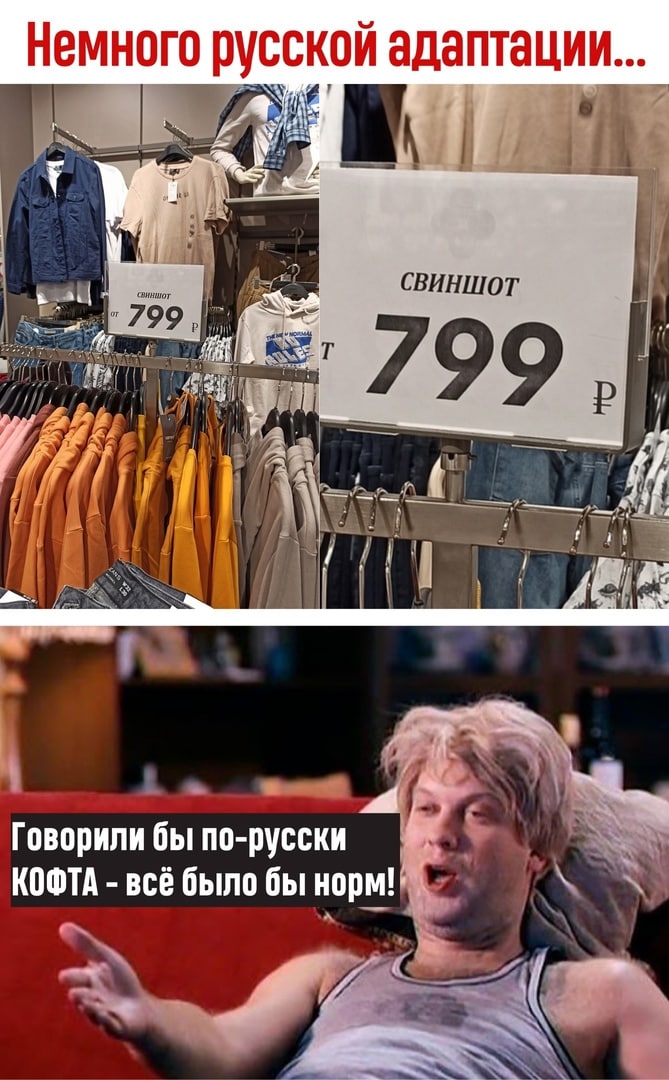 Немного русской адаптации...
СВИНШОТ
от 799 ₽
СВИНШОТ
т 799 ₽
Говорили бы по-русски
КОФТА - всё было бы норм!